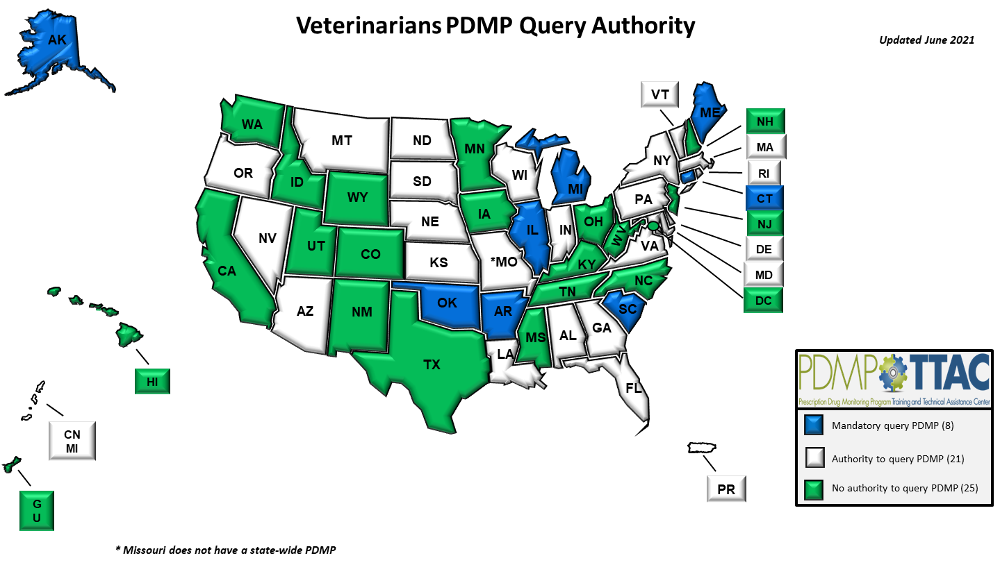 Veterinarians PDMP Query Authority
Updated June 2021
AK
VT
ME
NH
WA
MT
ND
MN
MA
OR
ID
SD
WI
MI
NY
RI
WY
CT
PA
NE
IA
NJ
NV
UT
CO
IL
IN
OH
WV
VA
DE
CA
KS
*MO
KY
MD
AZ
NM
OK
AR
TN
NC
DC
SC
TX
LA
MS
AL
GA
FL
HI
CN
MI
PR
G
U
PDMP TTAC
Prescription Drug Monitoring Program Training and Technical Assistance Center
Mandatory query PDMP (8)
Authority to query PDMP (21)
No authority to query PDMP (25)
* Missouri does not have a state-wide PDMP